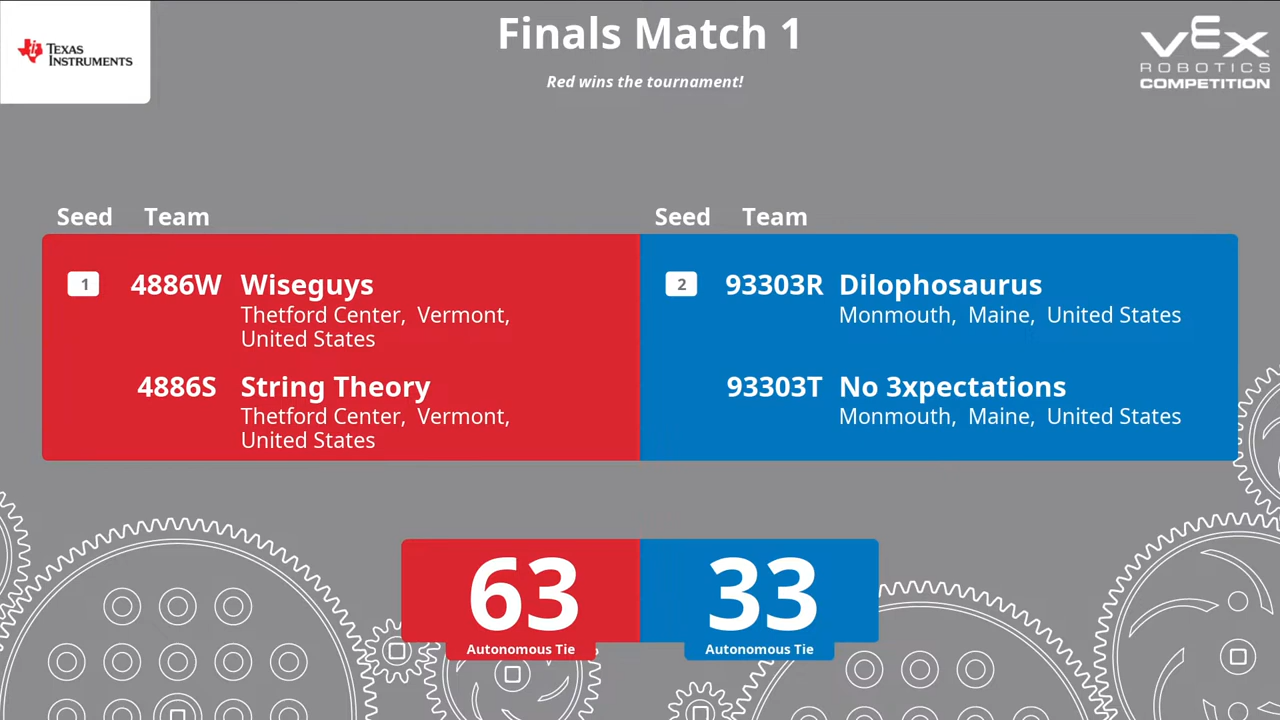 TEXAS
INSTRUMENTS
Finals Match 1
Red wins the tournament!
VEX
ROBOTICS
COMPETITION
Seed Team
1 4886W Wiseguys
Thetford Center, Vermont,
United States
4886S String Theory
Thetford Center, Vermont,
United States
Seed Team
2 93303R Dilophosaurus
Monmouth, Maine, United States
93303T No 3xpectations
Monmouth, Maine, United States
63 33
Autonomous Tie Autonomous Tie